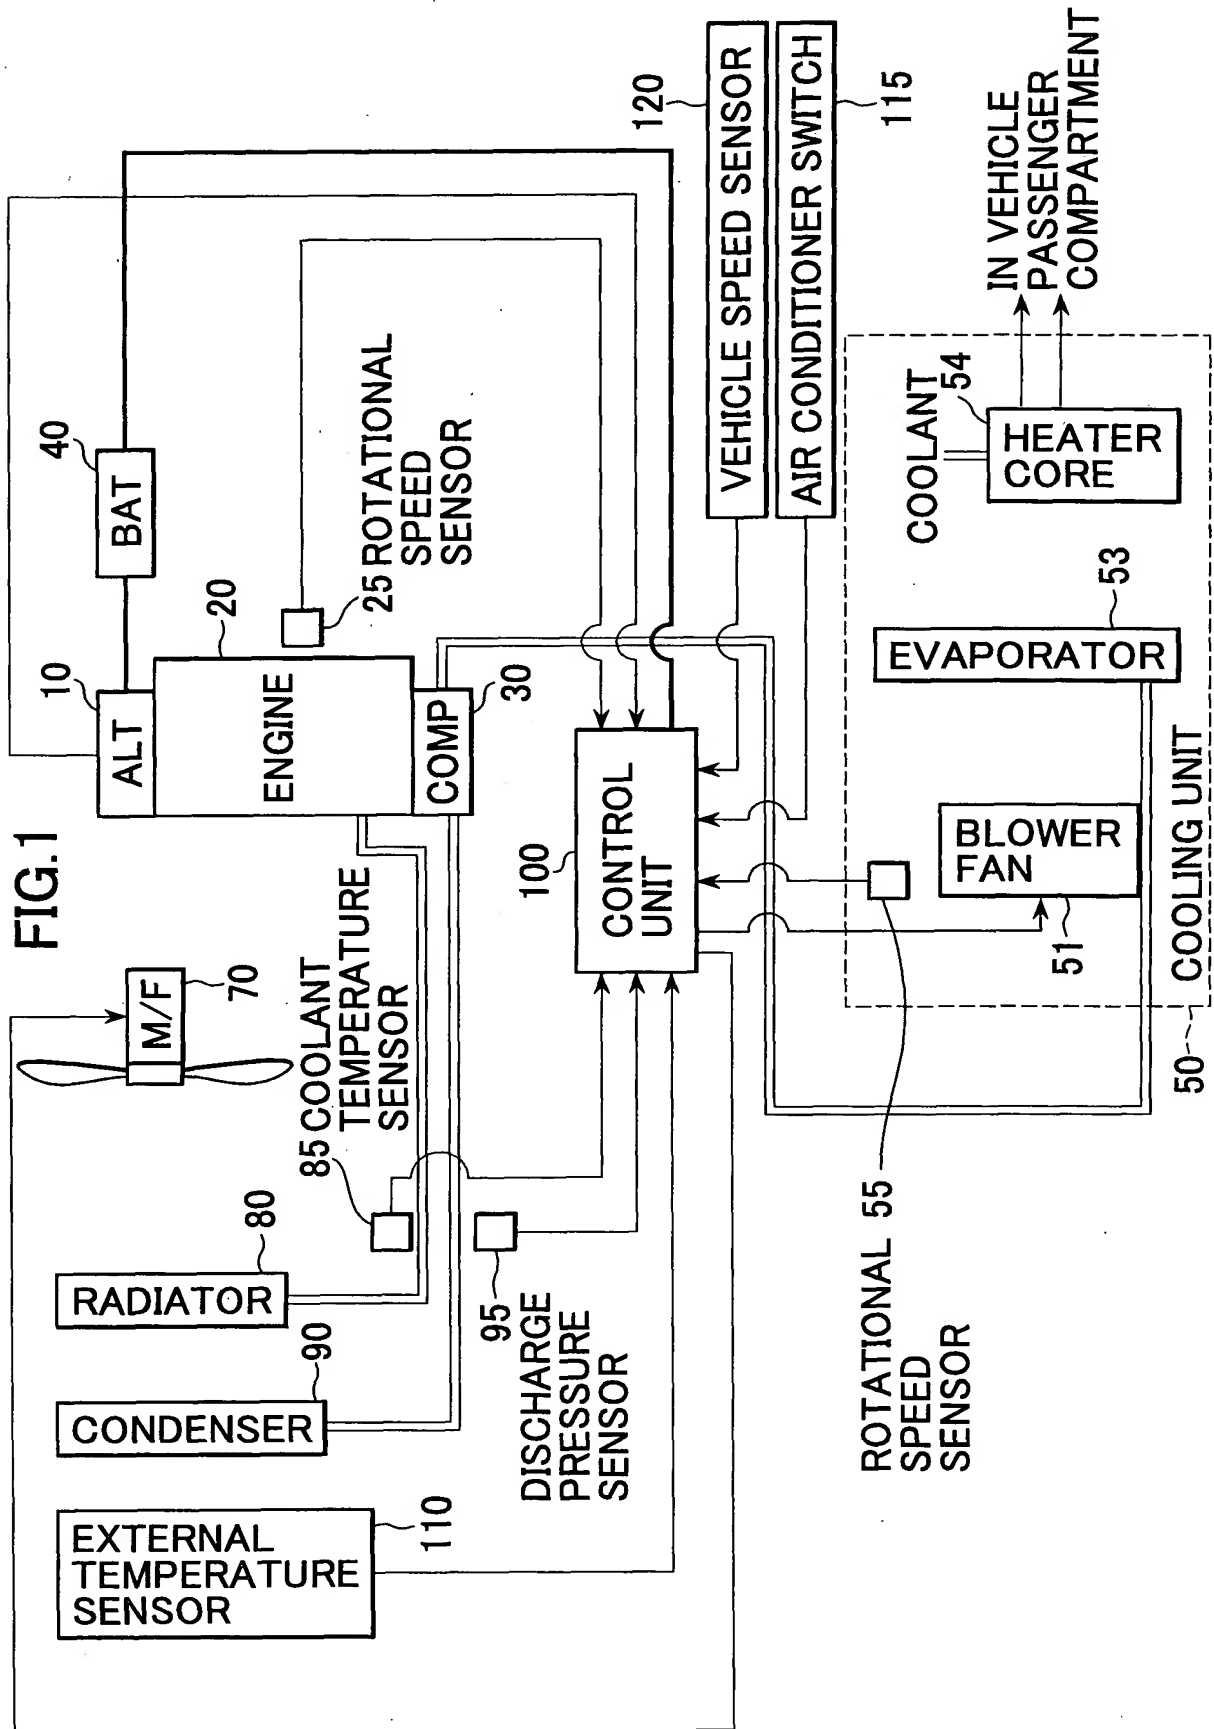 FIG.1
EXTERNAL
TEMPERATURE
SENSOR
110
CONDENSER
90
RADIATOR
80
M/F
70
85 COOLANT
TEMPERATURE
SENSOR
95
DISCHARGE
PRESSURE
SENSOR
ALT
10
BAT
40
ENGINE
20
COMP
30
25 ROTATIONAL
SPEED
SENSOR
100
CONTROL
UNIT
120
VEHICLE SPEED SENSOR
AIR CONDITIONER SWITCH
115
ROTATIONAL 55
SPEED
SENSOR
50
COOLING UNIT
BLOWER
FAN
51
EVAPORATOR
53
COOLANT
54
HEATER
CORE
IN VEHICLE
PASSENGER
COMPARTMENT